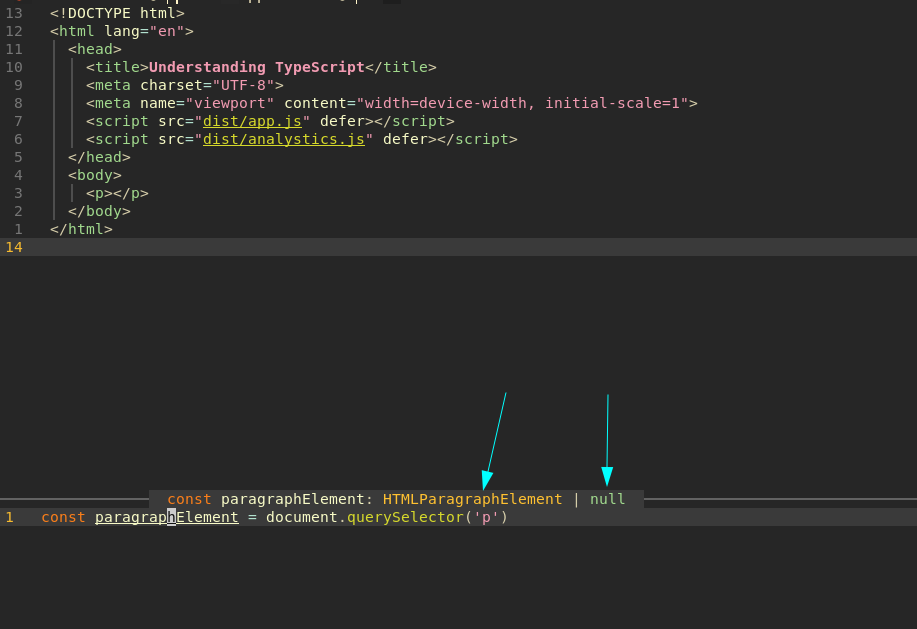 13 <!DOCTYPE html>
12 <html lang="en">
11 <head>
10 <title>Understanding TypeScript</title>
9 <meta charset="UTF-8">
8 <meta name="viewport" content="width=device-width, initial-scale=1">
7 <script src="dist/app.js" defer></script>
6 <script src="dist/analystics.js" defer></script>
5 </head>
4 <body>
3 <p></p>
2 </body>
1 </html>
14
const paragraphElement: HTMLParagraphElement | null
1 const paragraphElement = document.querySelector('p')